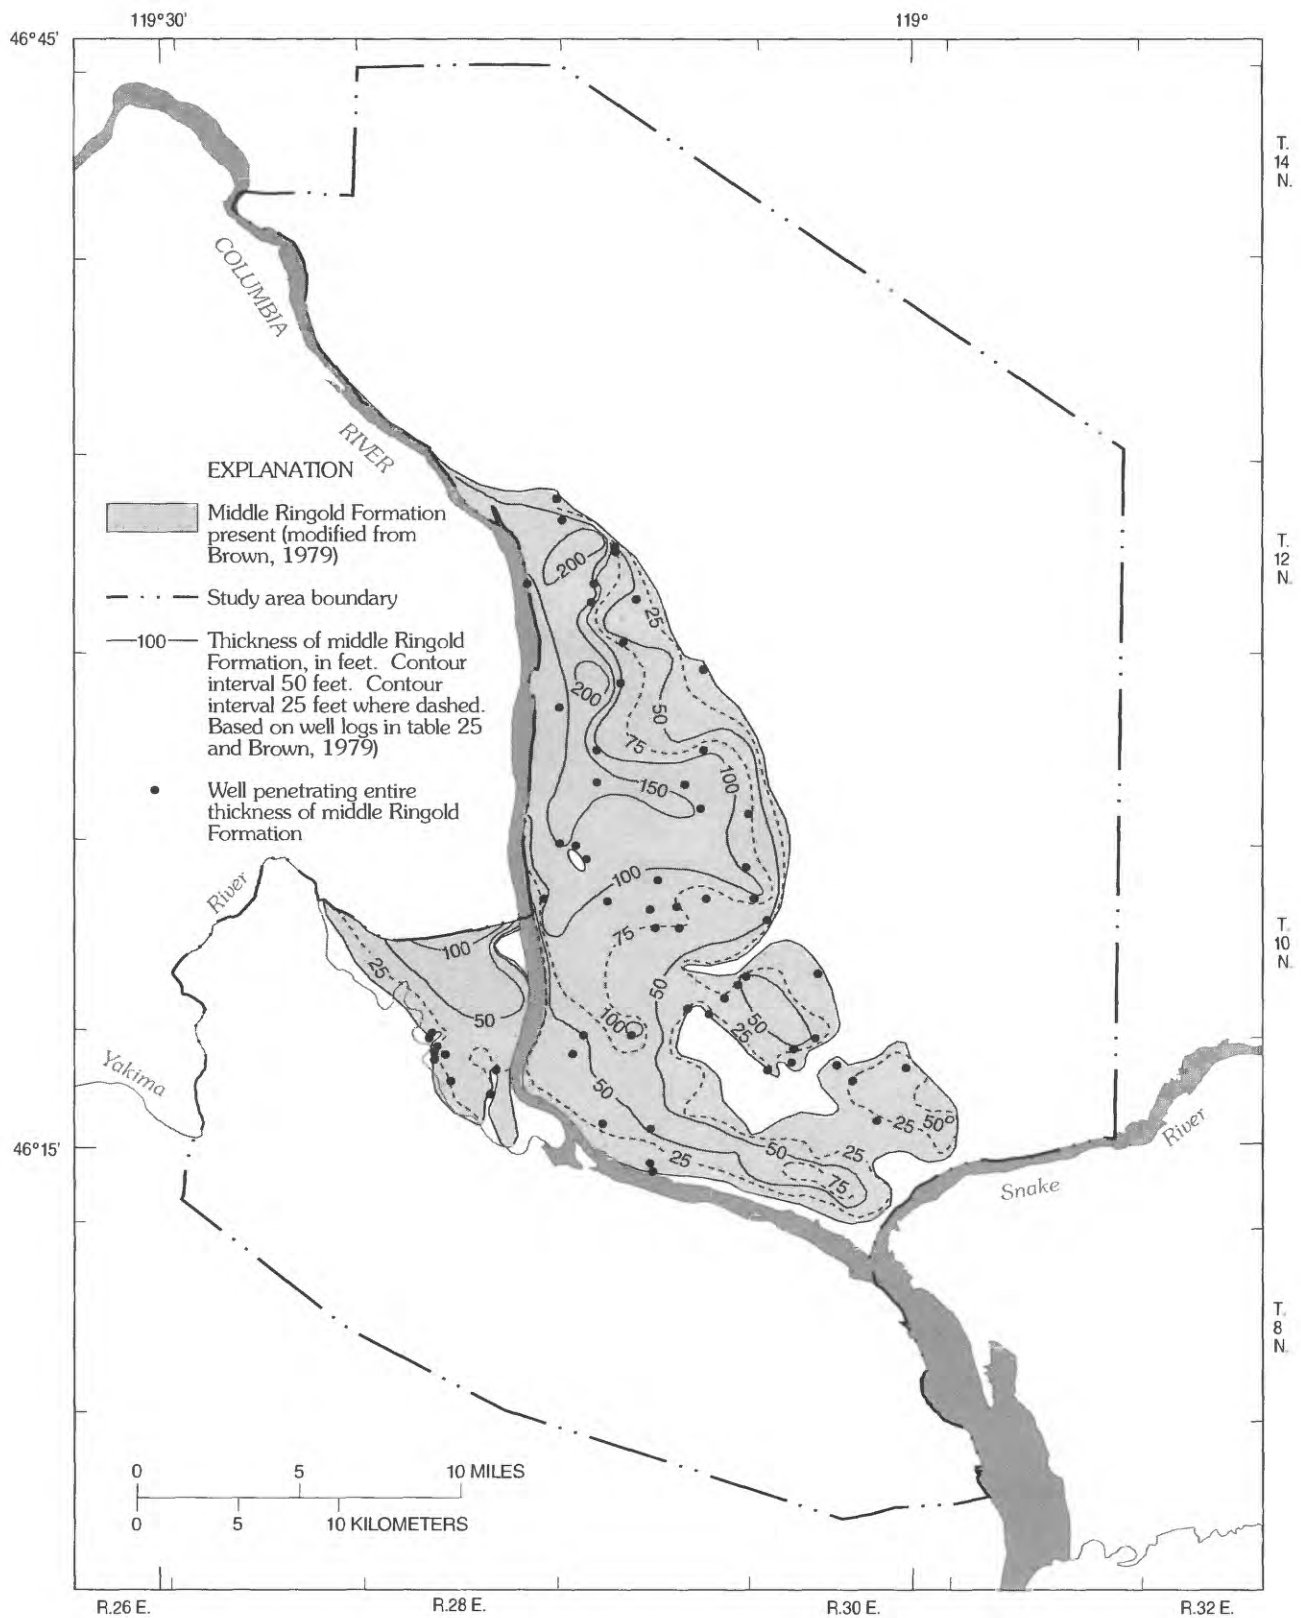 119°30'
119°
46°45'
T.
14
N.
COLUMBIA
RIVER
EXPLANATION
Middle Ringold Formation
present (modified from
Brown, 1979)
Study area boundary
100
Thickness of middle Ringold
Formation, in feet. Contour
interval 50 feet. Contour
interval 25 feet where dashed.
Based on well logs in table 25
and Brown, 1979)
Well penetrating entire
thickness of middle Ringold
Formation
200
T.
12
N.
25
200
50
75
100
150
River
100
75
100
25
50
T.
10
N.
50
100
50
25
50
Yakima
50
25
50
River
46°15'
50
25
25
75
Snake
T.
8
N.
0
5
10 MILES
0
5
10 KILOMETERS
R.26 E.
R.28 E.
R.30 E.
R.32 E.